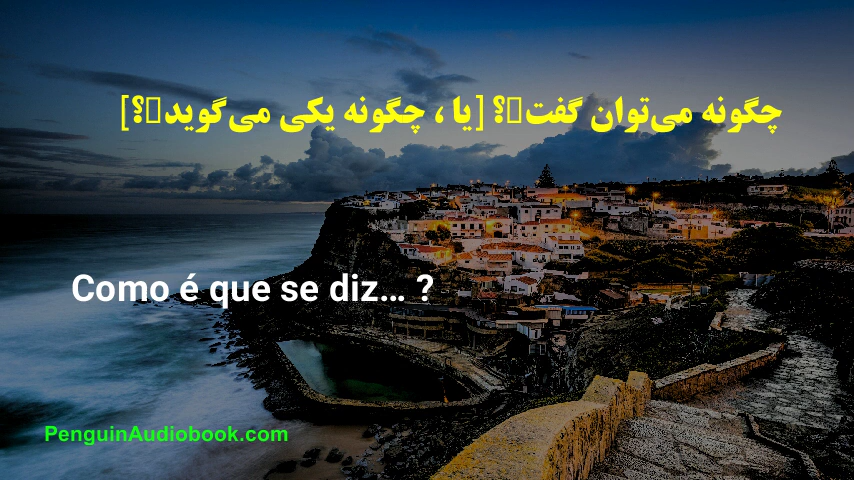 چگونه می‌توان گفت؟ [یا ، چگونه یکی می‌گوید؟]
Como é que se diz... ?
PenguinAudiobook.com